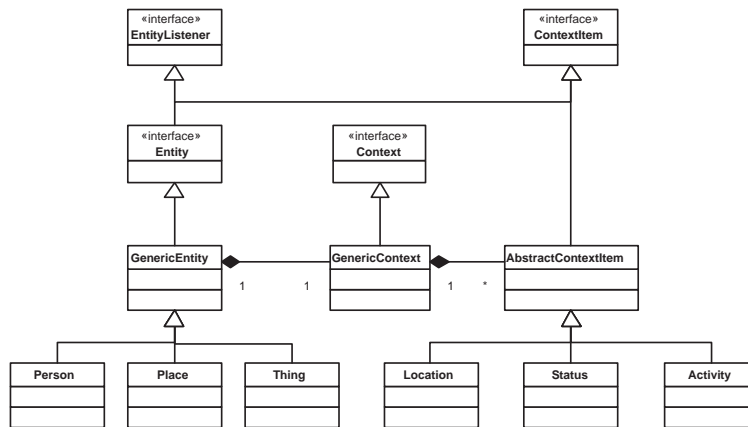 «interface»
EntityListener
«interface»
ContextItem
«interface»
Entity
«interface»
Context
GenericEntity
GenericContext
AbstractContextItem
1
1
1
*
Person
Place
Thing
Location
Status
Activity